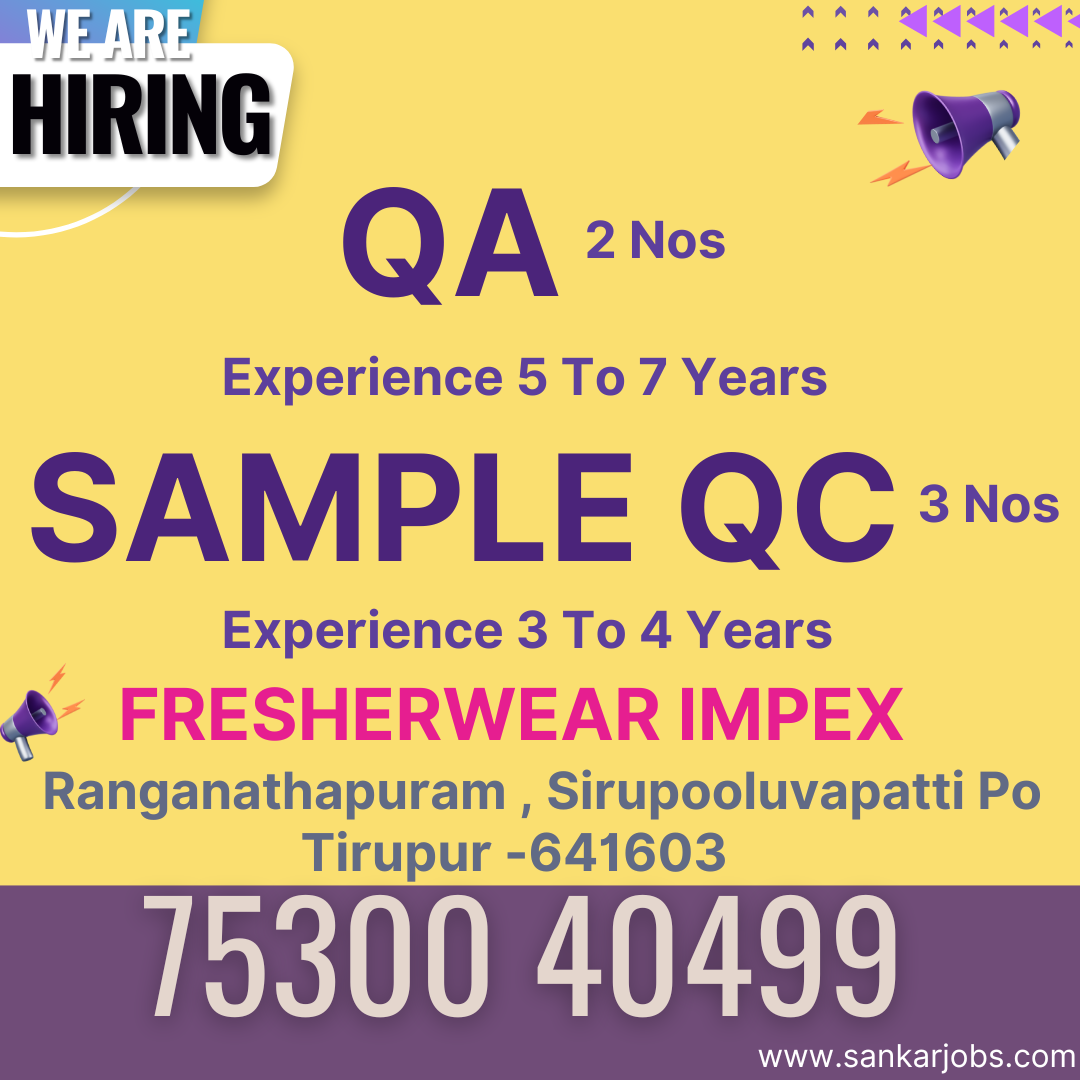 WE ARE
HIRING
QA 2 Nos
Experience 5 To 7 Years
SAMPLE QC 3 Nos
Experience 3 To 4 Years
FRESHERWEAR IMPEX
Ranganathapuram , Sirupooluvapatti Po
Tirupur -641603
75300 40499
www.sankarjobs.com